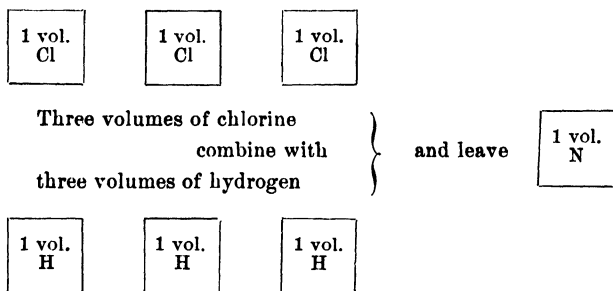 1 vol. 1 vol. 1 vol.
Cl Cl Cl
Three volumes of chlorine
combine with and leave 1 vol.
three volumes of hydrogen N
1 vol. 1 vol. 1 vol.
H H H